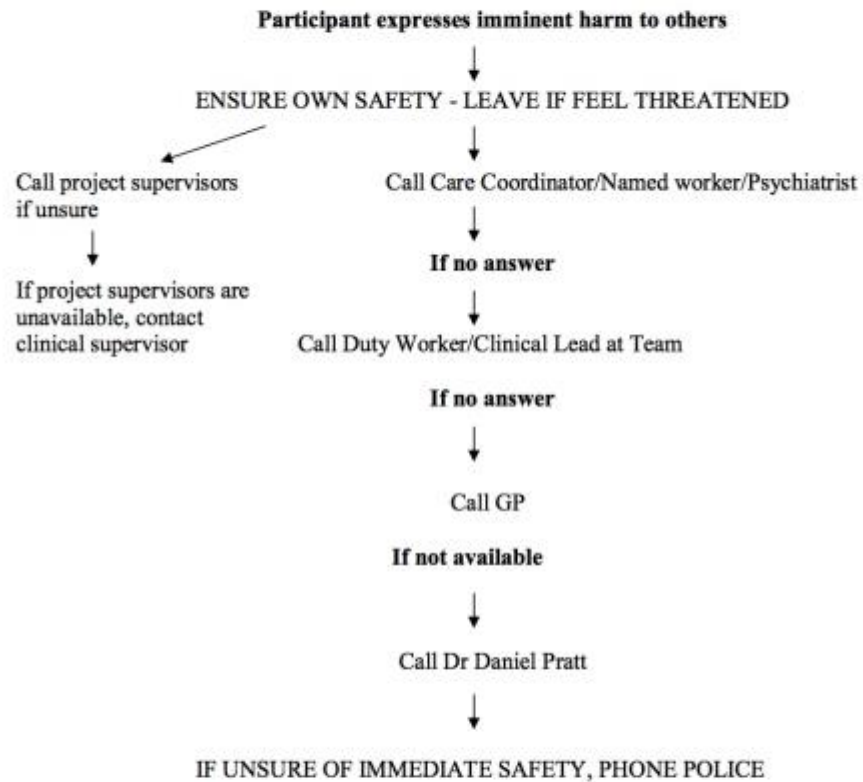 Participant expresses imminent harm to others
ENSURE OWN SAFETY - LEAVE IF FEEL THREATENED
Call project supervisors
if unsure
If project supervisors are
unavailable, contact
clinical supervisor
Call Care Coordinator/Named worker/Psychiatrist
If no answer
Call Duty Worker/Clinical Lead at Team
If no answer
Call GP
If not available
Call Dr Daniel Pratt
IF UNSURE OF IMMEDIATE SAFETY, PHONE POLICE